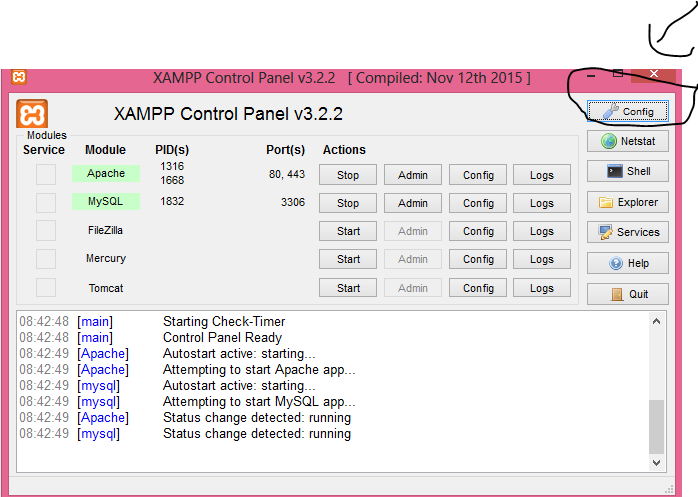 XAMPP Control Panel v3.2.2 [ Compiled: Nov 12th 2015 ]
XAMPP Control Panel v3.2.2
Config
Modules
Service Module PID(s) Port(s) Actions
Netstat
Apache 1316 1668 80, 443 Stop Admin Config Logs
Shell
MySQL 1832 3306 Stop Admin Config Logs
Explorer
FileZilla Start Admin Config Logs
Services
Mercury Start Admin Config Logs
Help
Tomcat Start Admin Config Logs
Quit
08:42:48 [main] Starting Check-Timer
08:42:48 [main] Control Panel Ready
08:42:49 [Apache] Autostart active: starting...
08:42:49 [Apache] Attempting to start Apache app...
08:42:49 [mysql] Autostart active: starting...
08:42:49 [mysql] Attempting to start MySQL app...
08:42:49 [Apache] Status change detected: running
08:42:49 [mysql] Status change detected: running